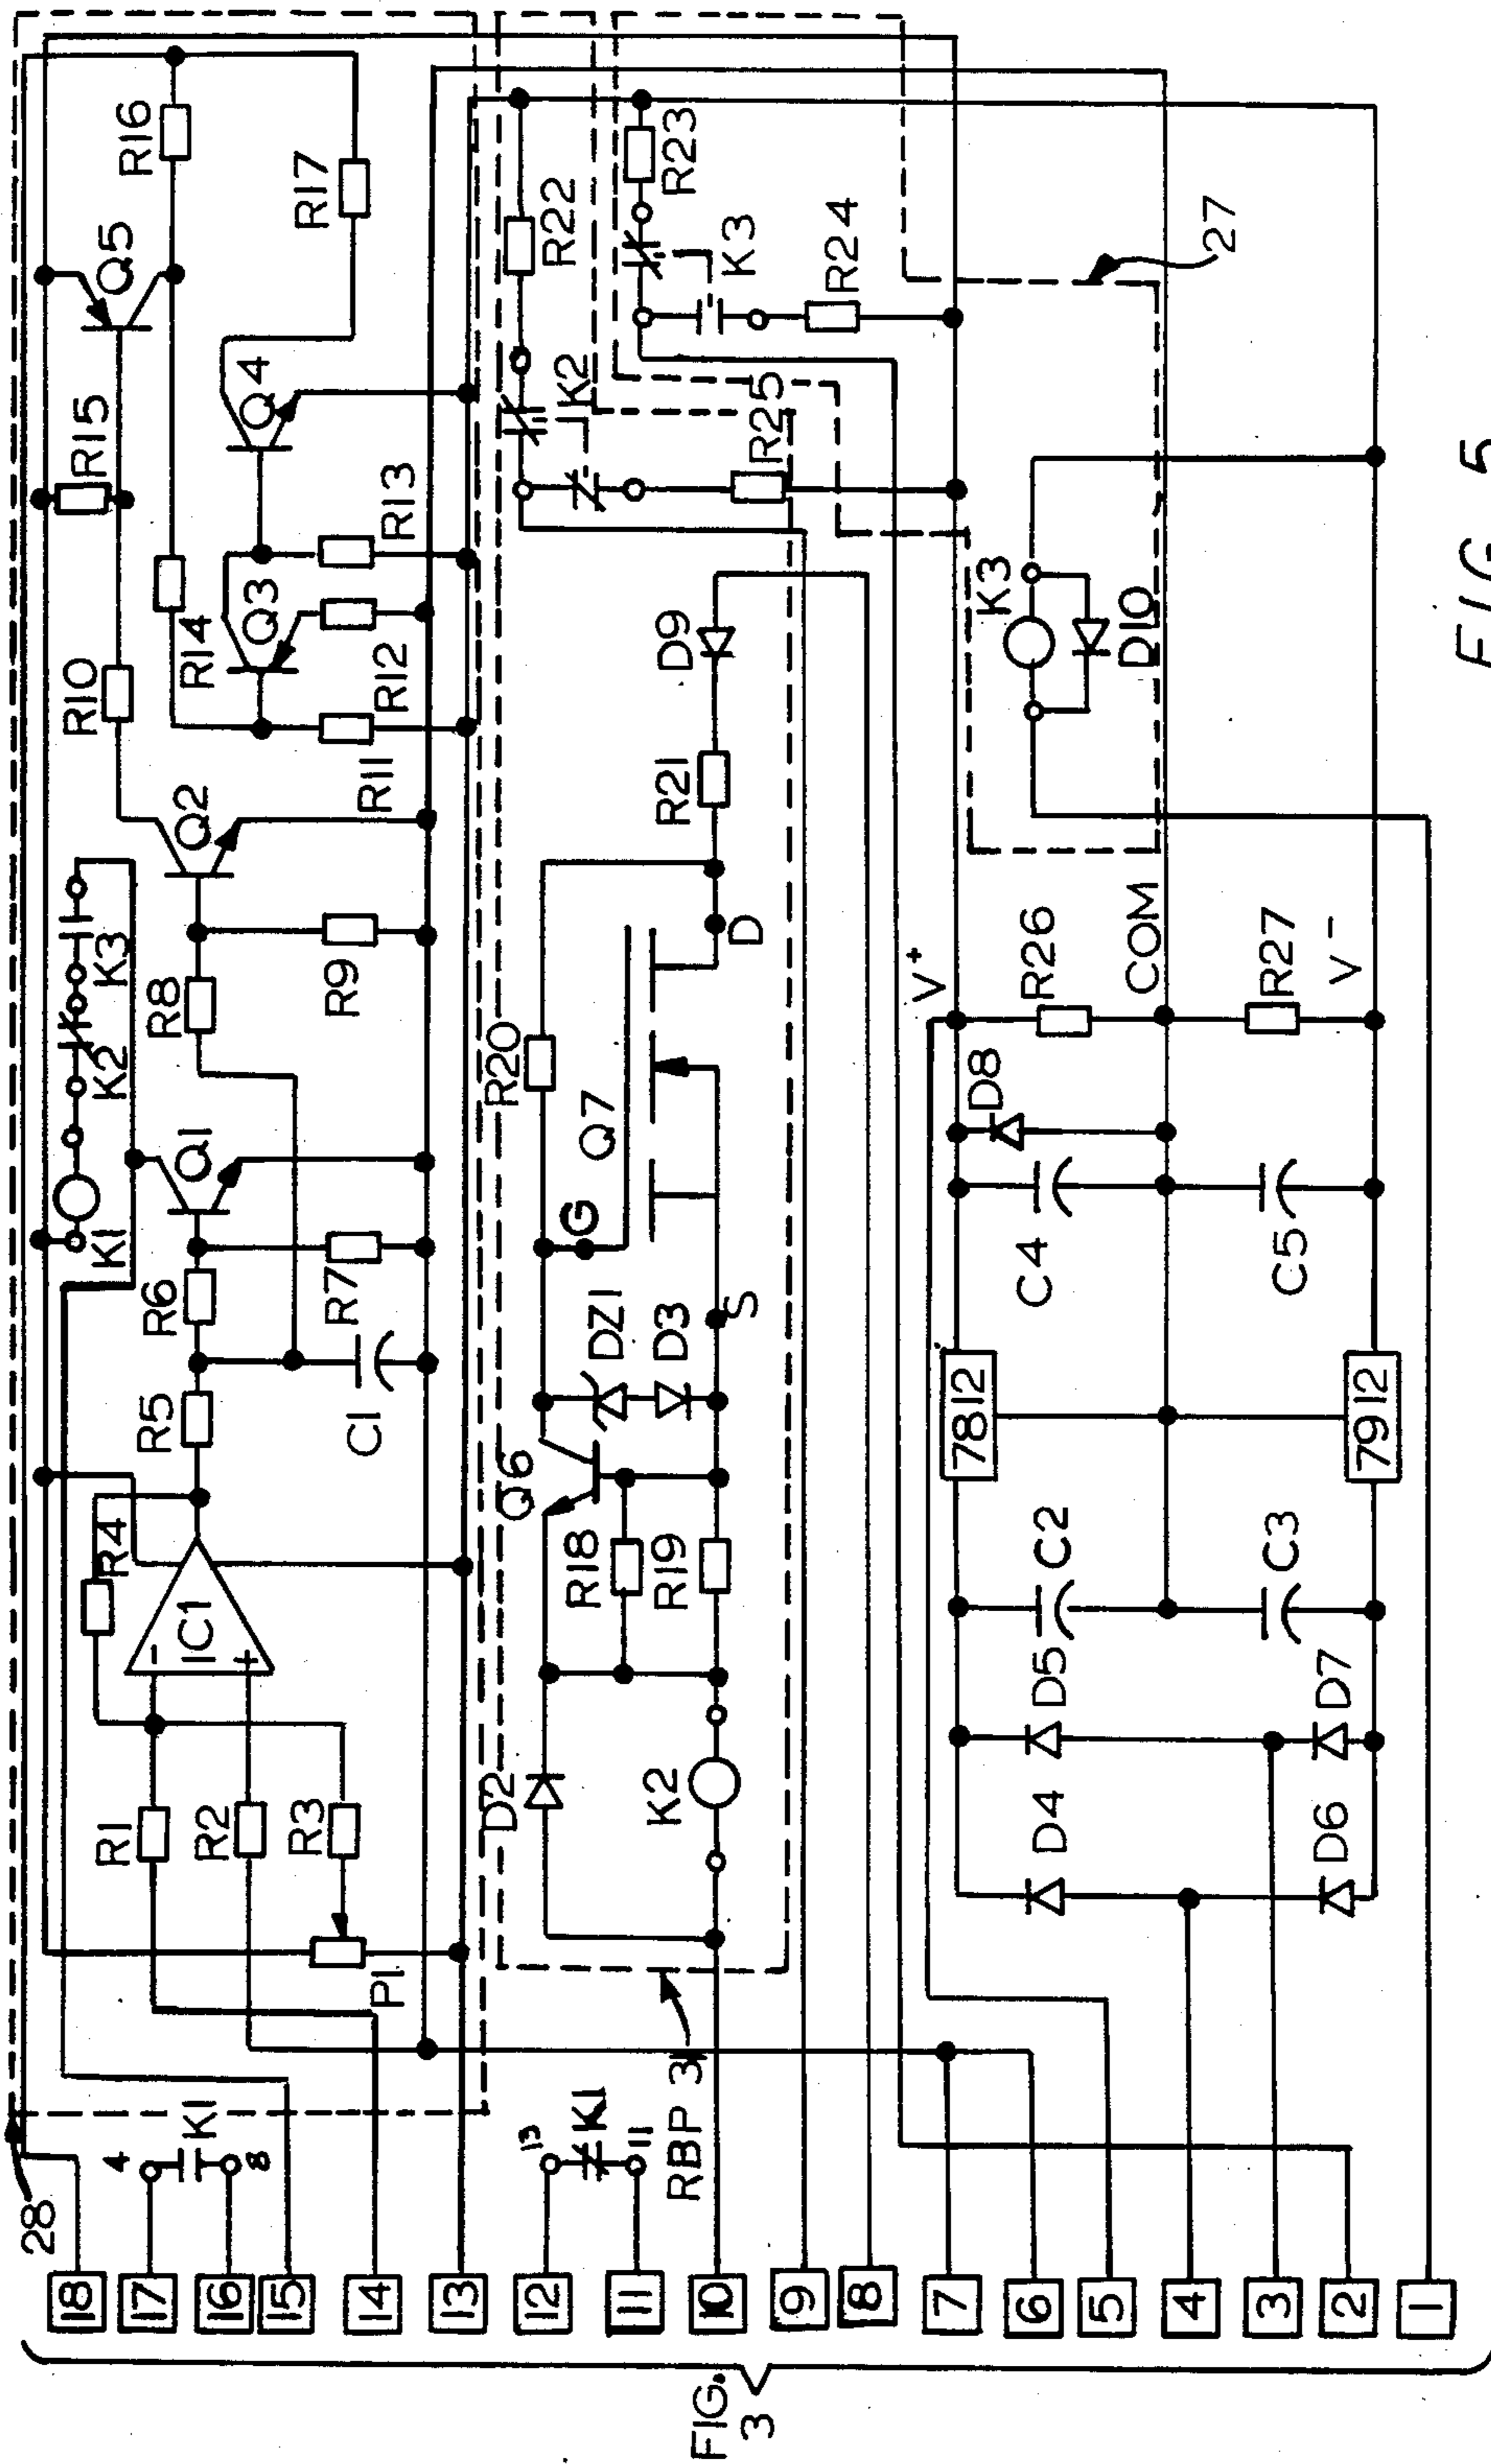 28
18
17
16
15
14
13
12
11
10
9
8
7
6
5
4
3
2
1
FIG.
3
4
K1
8
13
K1
11
RBP 3
P1
R1
R2
R3
R4
IC1
-
+
R5
C1
R6
R7
K1
K2
K3
Q1
R8
R9
Q2
R10
R11
R12
R14
Q3
R13
R15
Q4
Q5
R16
R17
D2
K2
R18
R19
Q6
DZ1
D3
S
G
Q7
D
R20
R21
D9
K2
R22
R25
K3
R23
R24
27
D4
D5
D6
D7
C2
C3
7812
7912
C4
C5
D8
V+
R26
COM
R27
V-
K3
D10
FIG 5